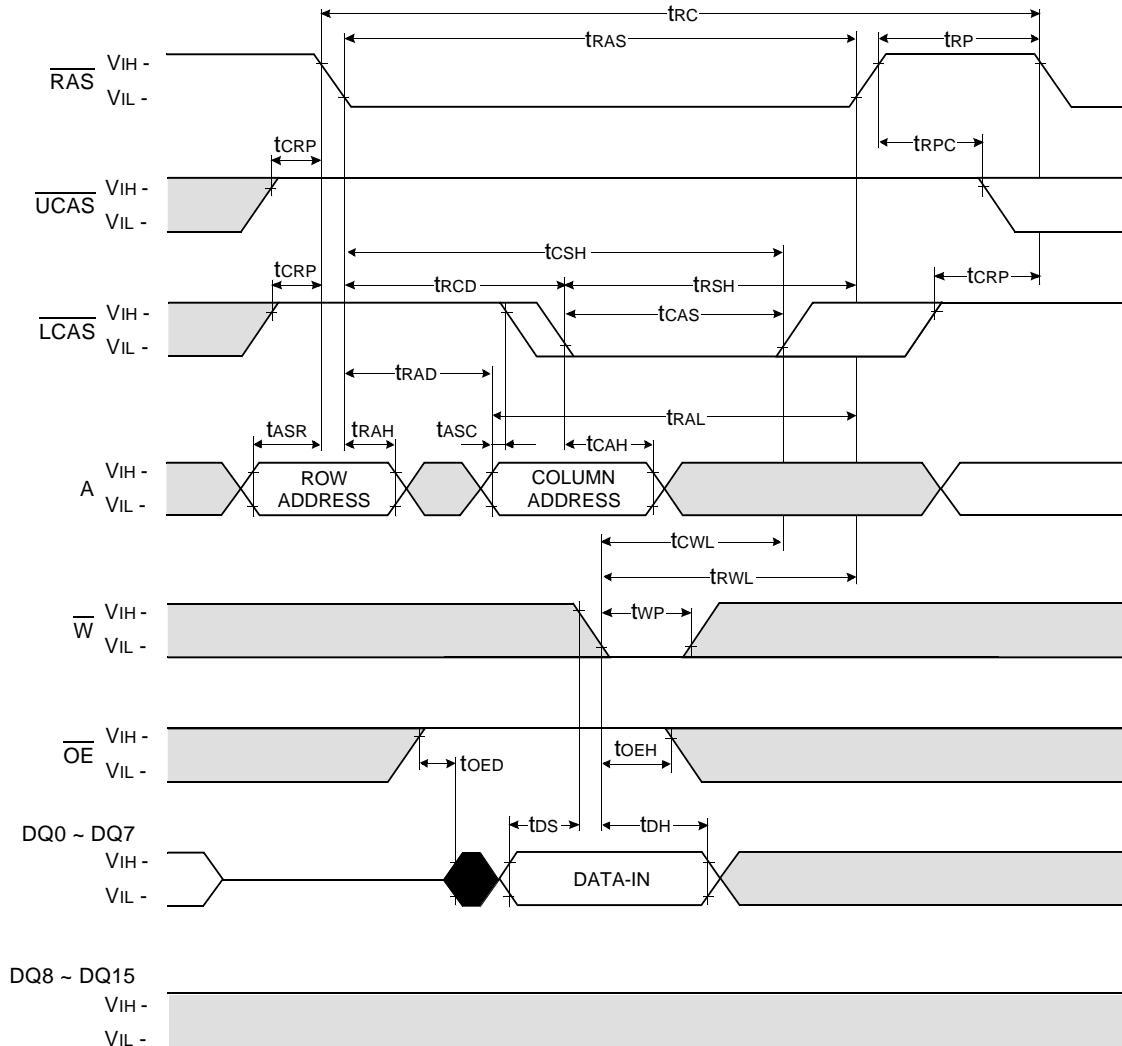 tRC
tRAS
tRP
RAS
VIH -
VIL -
tCRP
tRPC
UCAS
VIH -
VIL -
tCSH
tCRP
tRCD
tRSH
tCRP
LCAS
VIH -
VIL -
tCAS
tRAD
tRAL
tASR
tRAH
tASC
tCAH
A
VIH -
VIL -
ROW
ADDRESS
COLUMN
ADDRESS
tCWL
tRWL
W
VIH -
VIL -
tWP
OE
VIH -
VIL -
tOED
tOEH
DQ0 ~ DQ7
VIH -
VIL -
tDS
tDH
DATA-IN
DQ8 ~ DQ15
VIH -
VIL -